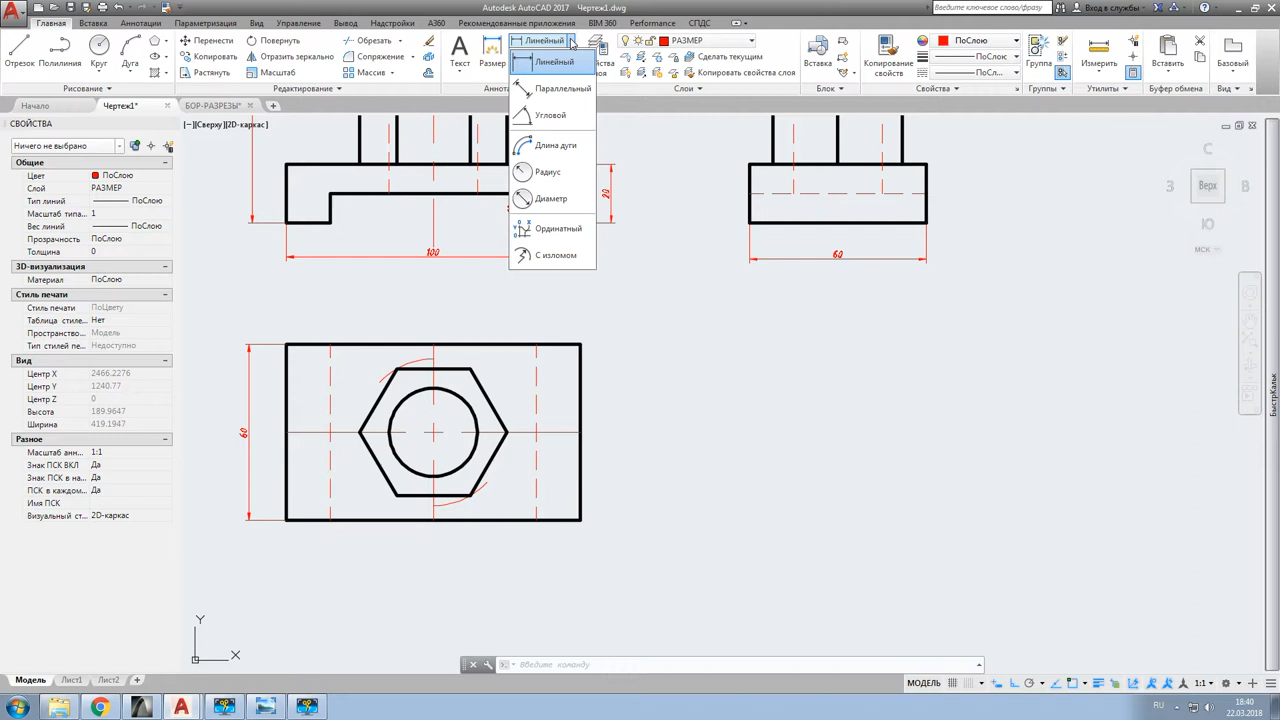 Autodesk AutoCAD 2017 Чертеж1.dwg
Введите ключевое слово/фразу
Вход в службы
Главная Вставка Аннотации Параметризация Вид Управление Вывод Надстройки A360 Рекомендованные приложения BIM 360 Performance СПДС
Отрезок Полилиния Круг Дуга
Перенести Повернуть Обрезать
Копировать
Растянуть Масштаб Массив
Рисование
Текст Размер
Линейный
РАЗМЕР
Сделать текущим
Копировать свойства слоя
Слои
Вставить
Блок
Копирование свойств
ПоСлою
ПоСлос
ПоСл...
Свойства
Группа
Группы
Измерить
Утилиты
Вставить
Буфер обмена
Базовый
Вид
Начало Чертеж1* БОР-РАЗРЕЗЫ*
[−][Сверху][2D-каркас]
Линейный
Параллельный
Угловой
Длина дуги
Радиус
Диаметр
Ординатный
С изломом
СВОЙСТВА
Ничего не выбрано
Общие
Цвет ПоСлою
Слой РАЗМЕР
Тип линий ПоСлою
Масштаб типа... 1
Вес линий ПоСлою
Прозрачность ПоСлою
Толщина 0
3D-визуализация
Материал ПоСлою
Стиль печати
Стиль печати ПоЦвету
Таблица стиле... Нет
Пространство... Модель
Тип стилей пе... Недоступно
Вид
Центр X 2466.2276
Центр Y 1240.77
Центр Z 0
Высота 189.9647
Ширина 419.1947
Разное
Масштаб анн... 1:1
Знак ПСК ВКЛ Да
Знак ПСК в на... Да
ПСК в каждом... Да
Имя ПСК
Визуальный ст... 2D-каркас
20
100
60
60
С
З Верх В
Ю
МСК
БыстрКальк
Y
X
Введите команду
Модель Лист1 Лист2 +
МОДЕЛЬ
1:1
RU
18:40
22.03.2018